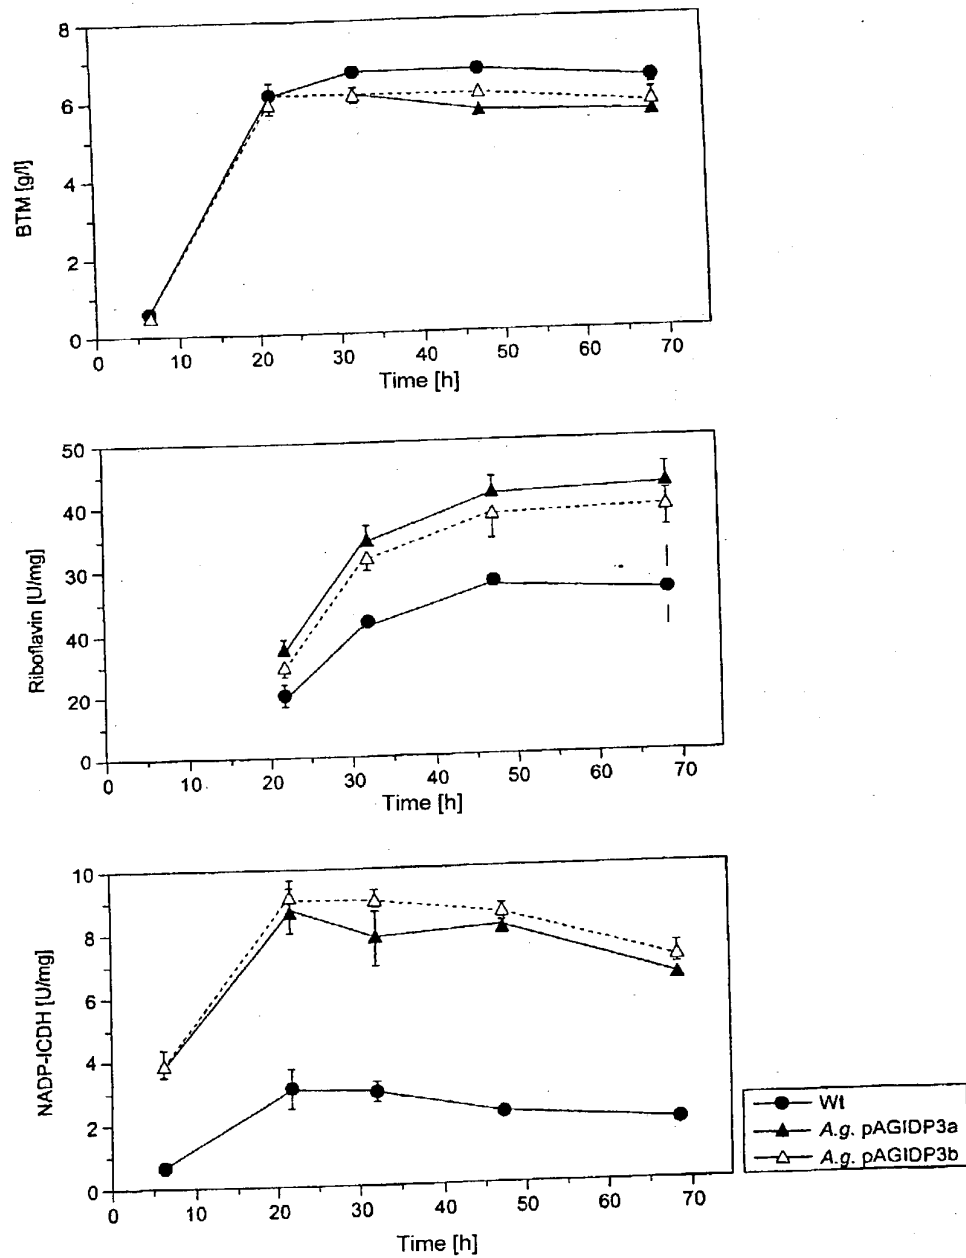 8
6
4
2
0
BTM [g/l]
0 10 20 30 40 50 60 70
Time [h]
50
40
30
40
20
0
Riboflavin [U/mg]
0 10 20 30 40 50 60 70
Time [h]
10
8
6
4
2
0
NADP-ICDH [U/mg]
0 10 20 30 40 50 60 70
Time [h]
Wt
A.g. pAGIDP3a
A.g. pAGIDP3b